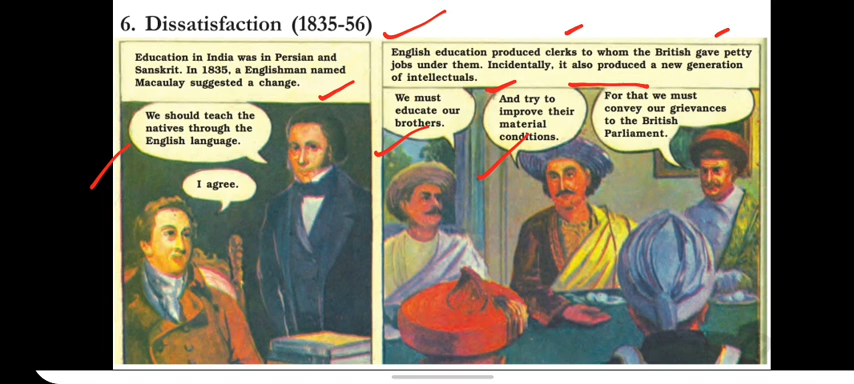 6. Dissatisfaction (1835-56)
Education in India was in Persian and
Sanskrit. In 1835, a Englishman named
Macaulay suggested a change.
We should teach the
natives through the
English language.
I agree.
English education produced clerks to whom the British gave petty
jobs under them. Incidentally, it also produced a new generation
of intellectuals.
We must
educate our
brothers.
And try to
improve their
material
conditions.
For that we must
convey our grievances
to the British
Parliament.